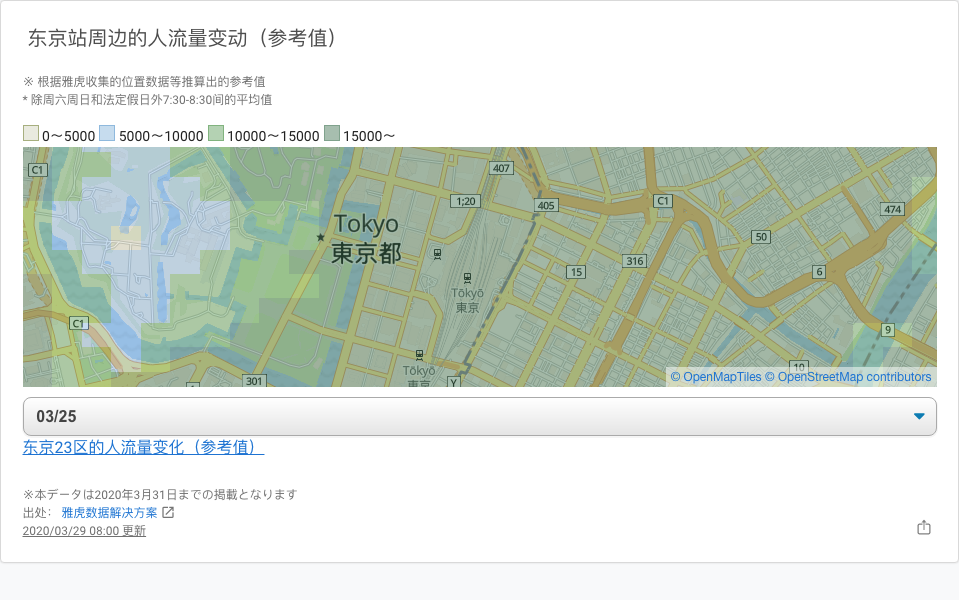 东京站周边的人流量变动（参考值）
※ 根据雅虎收集的位置数据等推算出的参考值
* 除周六周日和法定假日外7:30-8:30间的平均值
0～5000 5000～10000 10000～15000 15000～
C1
407
1;20
405
C1
474
Tokyo
東京都
50
316
15
6
Tōkyō
東京
C1
9
Tōkyō
東京
10
301
Y
© OpenMapTiles © OpenStreetMap contributors
03/25
东京23区的人流量变化（参考值）
※本データは2020年3月31日までの掲載となります
出处： 雅虎数据解决方案
2020/03/29 08:00 更新